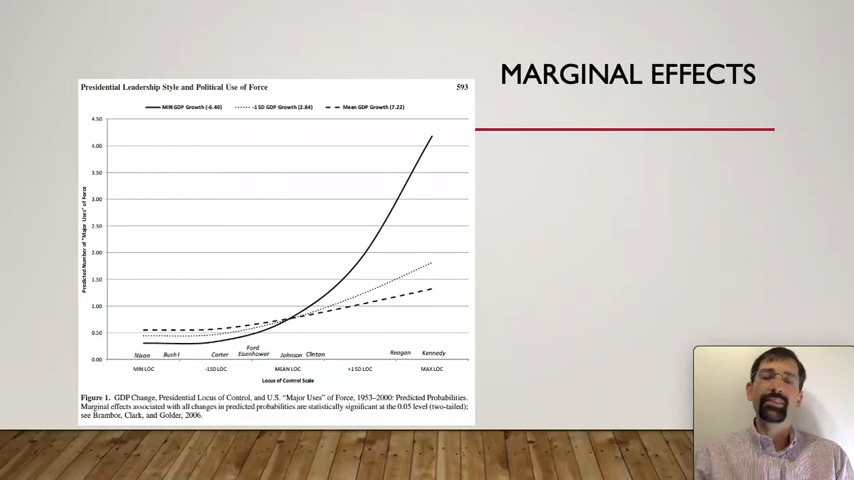 MARGINAL EFFECTS
Presidential Leadership Style and Political Use of Force 593
MIN GDP Growth (-6.40) -1 SD GDP Growth (2.84) Mean GDP Growth (7.22)
4.50
4.00
3.50
3.00
2.50
2.00
1.50
1.00
0.50
0.00
Predicted Number of "Major Uses" of Force
Nixon Bush I Carter Ford Eisenhower Johnson Clinton Reagan Kennedy
MIN LOC -1SD LOC MEAN LOC +1 SD LOC MAX LOC
Locus of Control Scale
Figure 1. GDP Change, Presidential Locus of Control, and U.S. "Major Uses" of Force, 1953–2000: Predicted Probabilities.
Marginal effects associated with all changes in predicted probabilities are statistically significant at the 0.05 level (two-tailed);
see Brambor, Clark, and Golder, 2006.